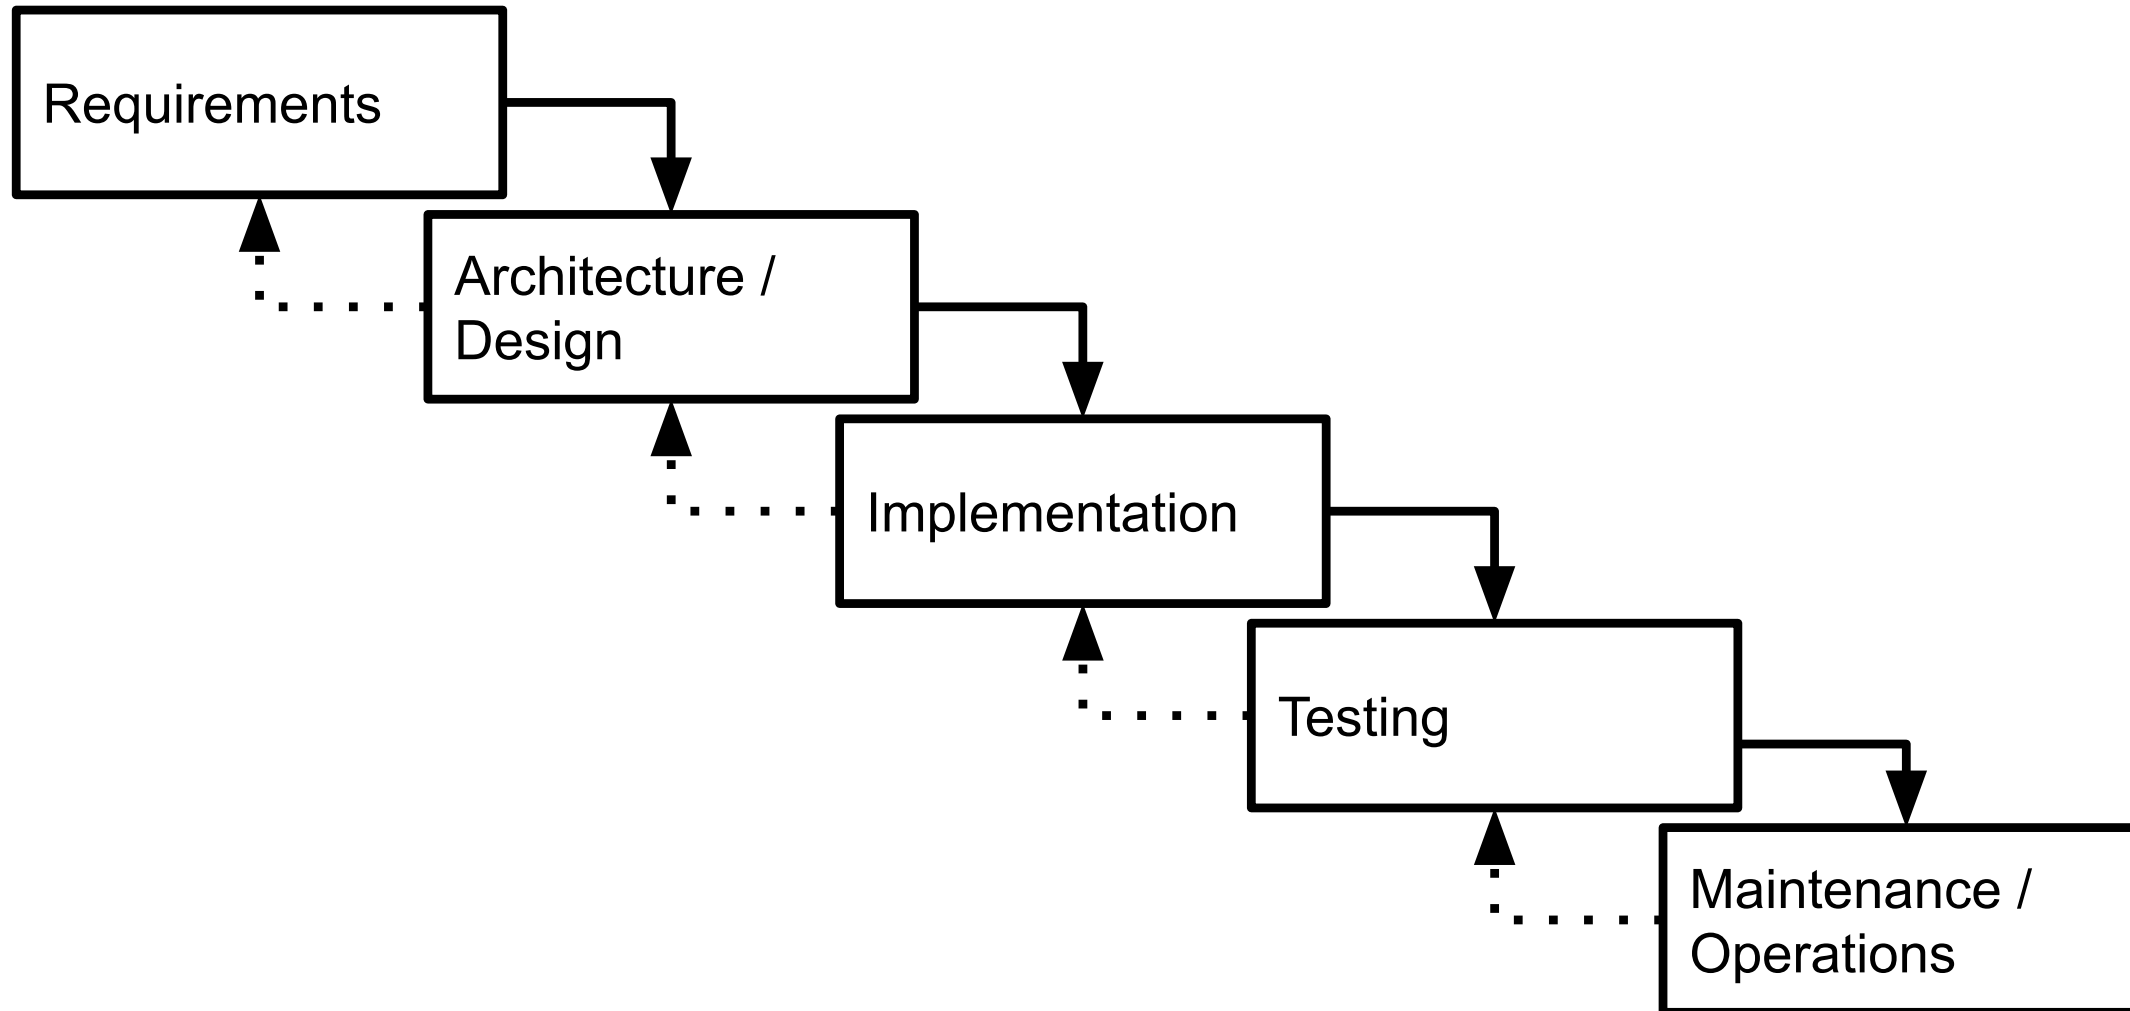 Requirements
Architecture /
Design
Implementation
Testing
Maintenance /
Operations